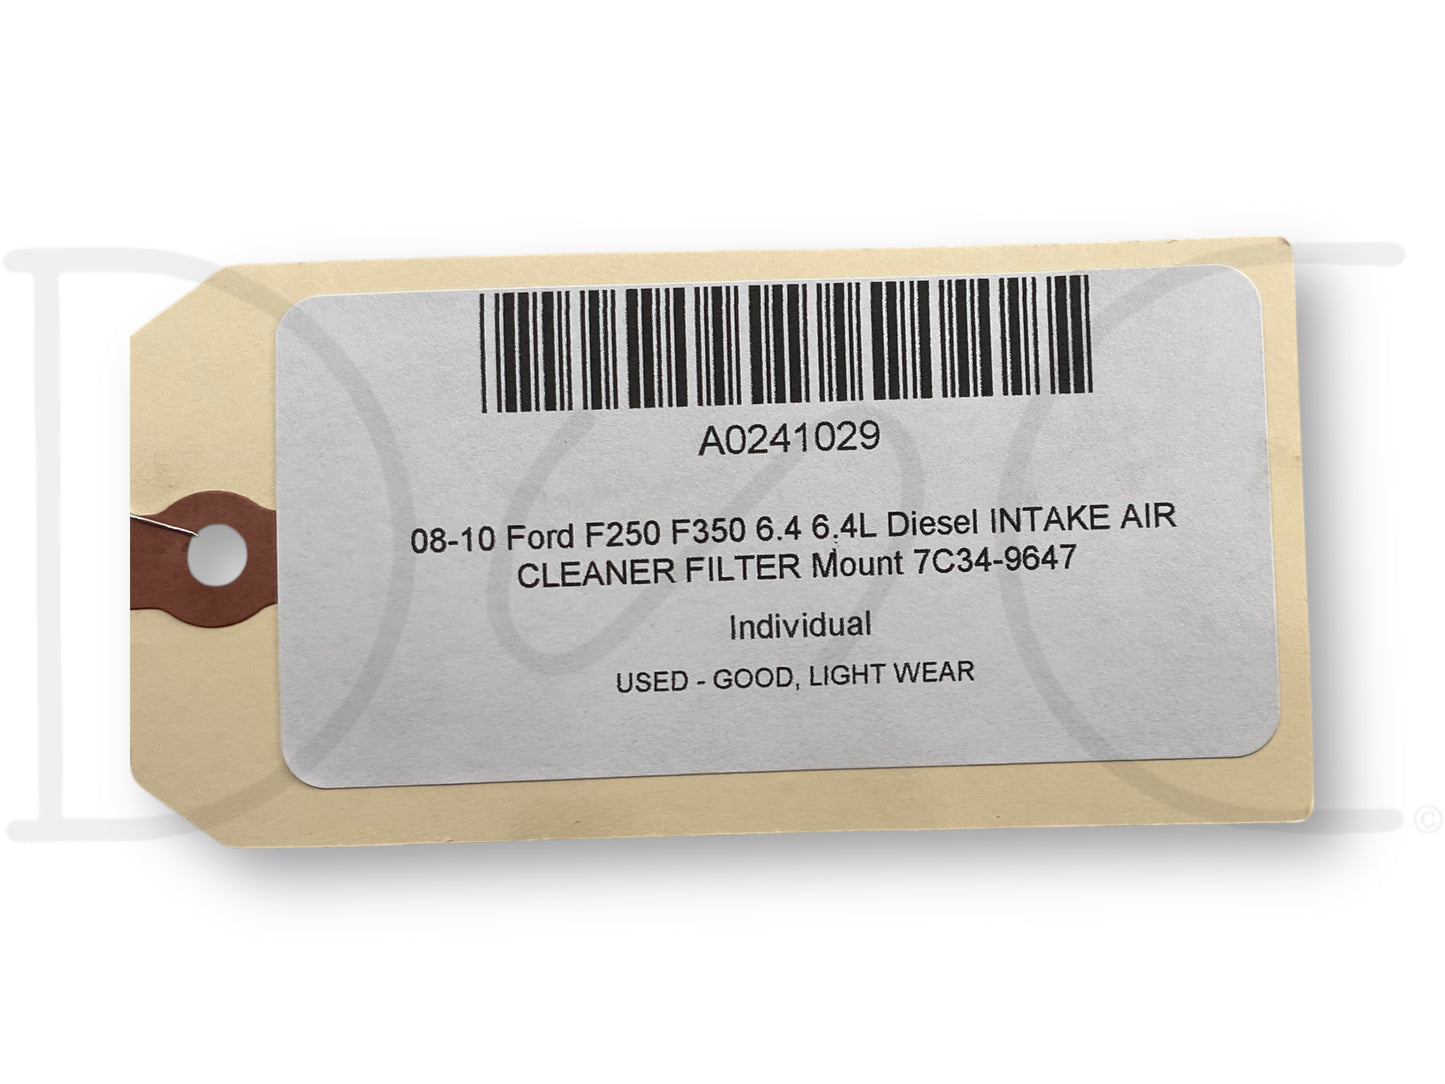 A0241029
08-10 Ford F250 F350 6.4 6.4L Diesel INTAKE AIR
CLEANER FILTER Mount 7C34-9647
Individual
USED - GOOD, LIGHT WEAR
©